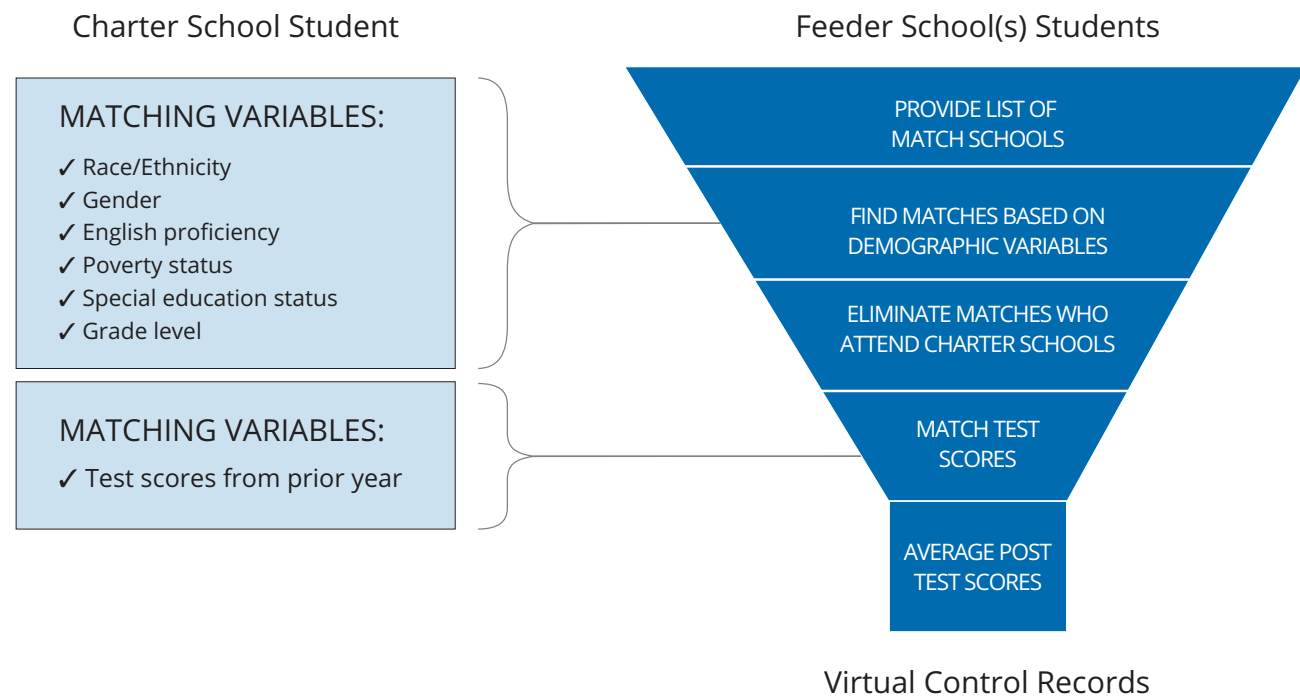 Charter School Student
Feeder School(s) Students
MATCHING VARIABLES:
✓ Race/Ethnicity
✓ Gender
✓ English proficiency
✓ Poverty status
✓ Special education status
✓ Grade level
MATCHING VARIABLES:
✓ Test scores from prior year
PROVIDE LIST OF
MATCH SCHOOLS
FIND MATCHES BASED ON
DEMOGRAPHIC VARIABLES
ELIMINATE MATCHES WHO
ATTEND CHARTER SCHOOLS
MATCH TEST
SCORES
AVERAGE POST
TEST SCORES
Virtual Control Records